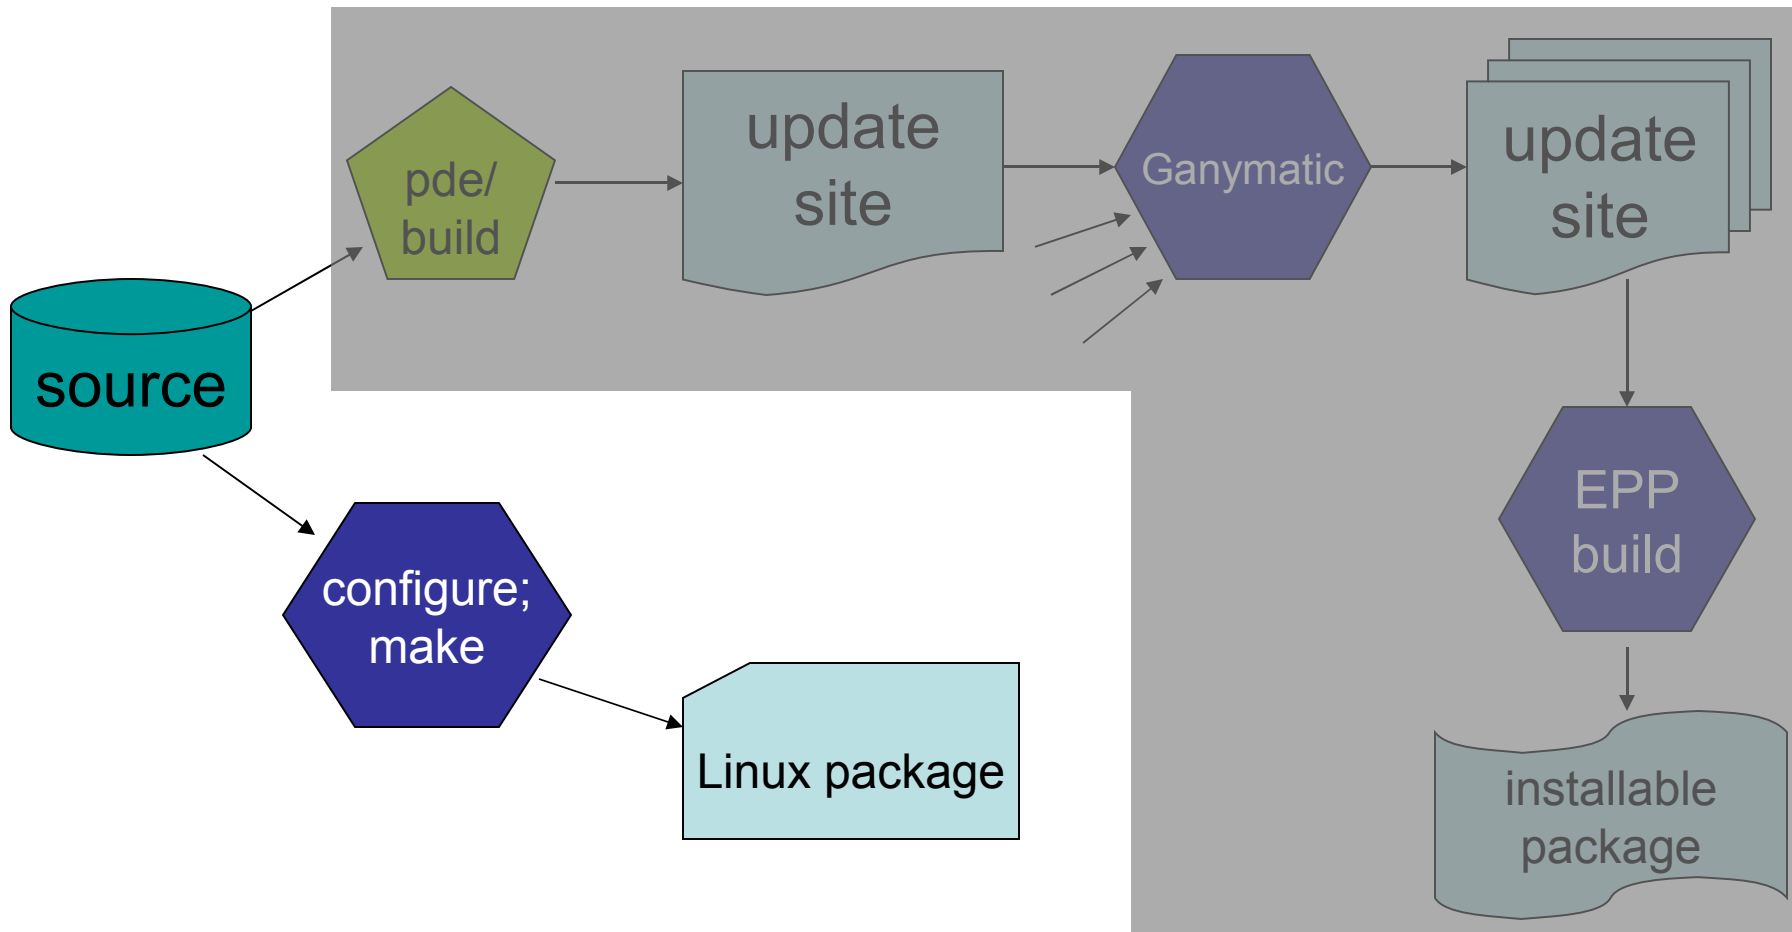 pde/
build
update
site
Ganymatic
update
site
source
configure;
make
Linux package
EPP
build
installable
package